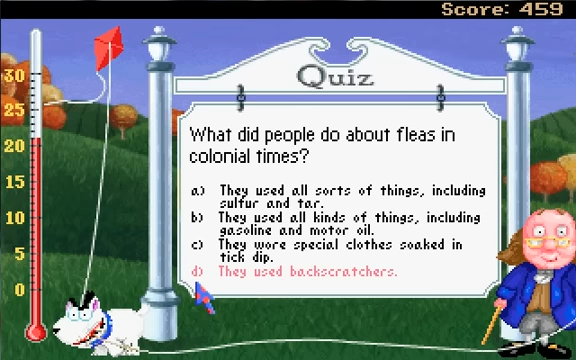 Score: 459
Quiz
What did people do about fleas in
colonial times?
a) They used all sorts of things, including
sulfur and tar.
b) They used all kinds of things, including
gasoline and motor oil.
c) They wore special clothes soaked in
tick dip.
d) They used backscratchers.
30
25
20
15
10
5
0